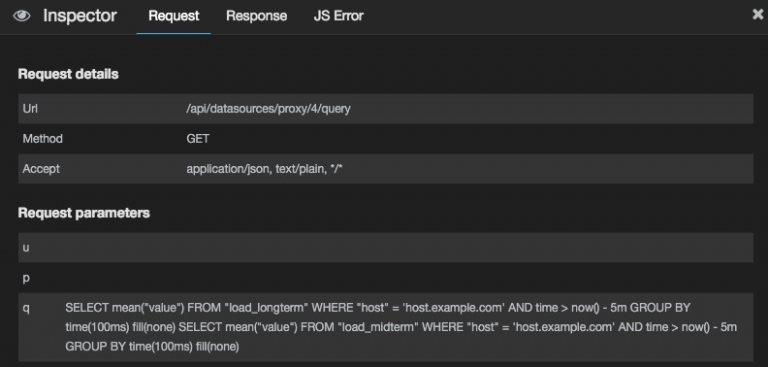 Inspector Request Response JS Error
Request details
Url /api/datasources/proxy/4/query
Method GET
Accept application/json, text/plain, */*
Request parameters
u
p
q SELECT mean("value") FROM "load_longterm" WHERE "host" = 'host.example.com' AND time > now() - 5m GROUP BY
time(100ms) fill(none) SELECT mean("value") FROM "load_midterm" WHERE "host" = 'host.example.com' AND time > now() - 5m
GROUP BY time(100ms) fill(none)